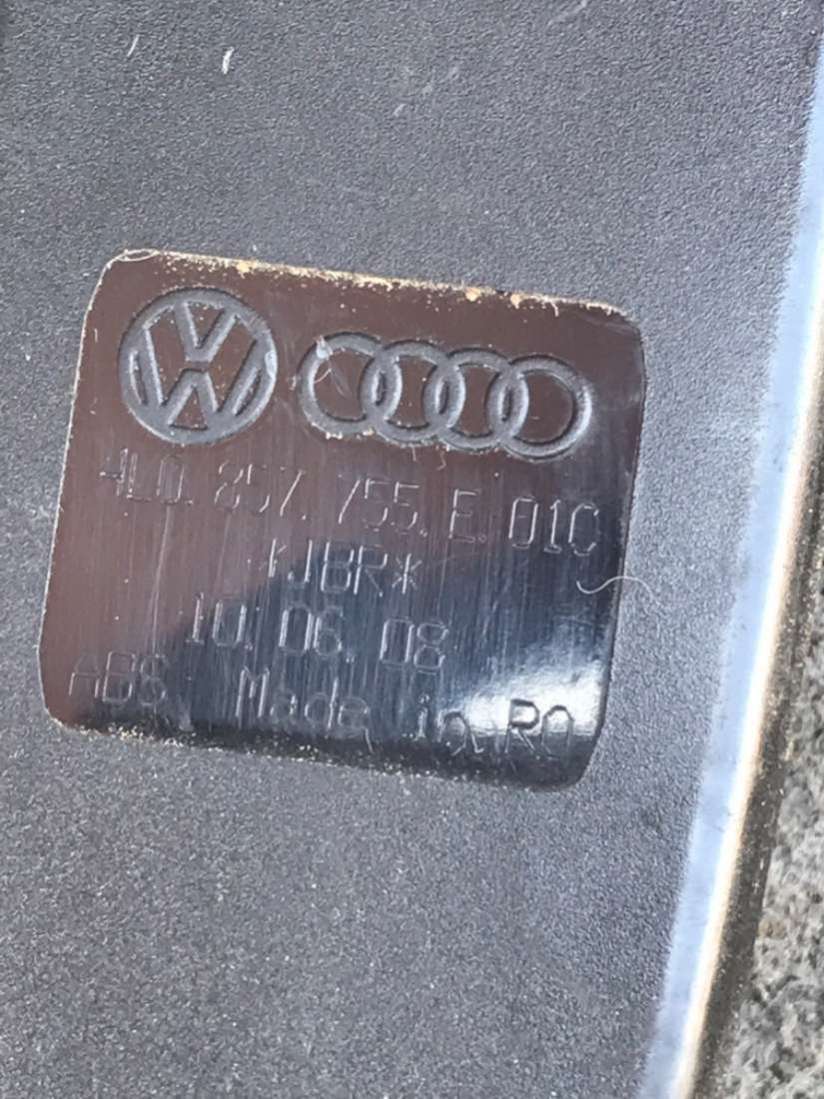 4L0.857.755.E.01C
*JBR*
10.06.08
ABS, Made in RO